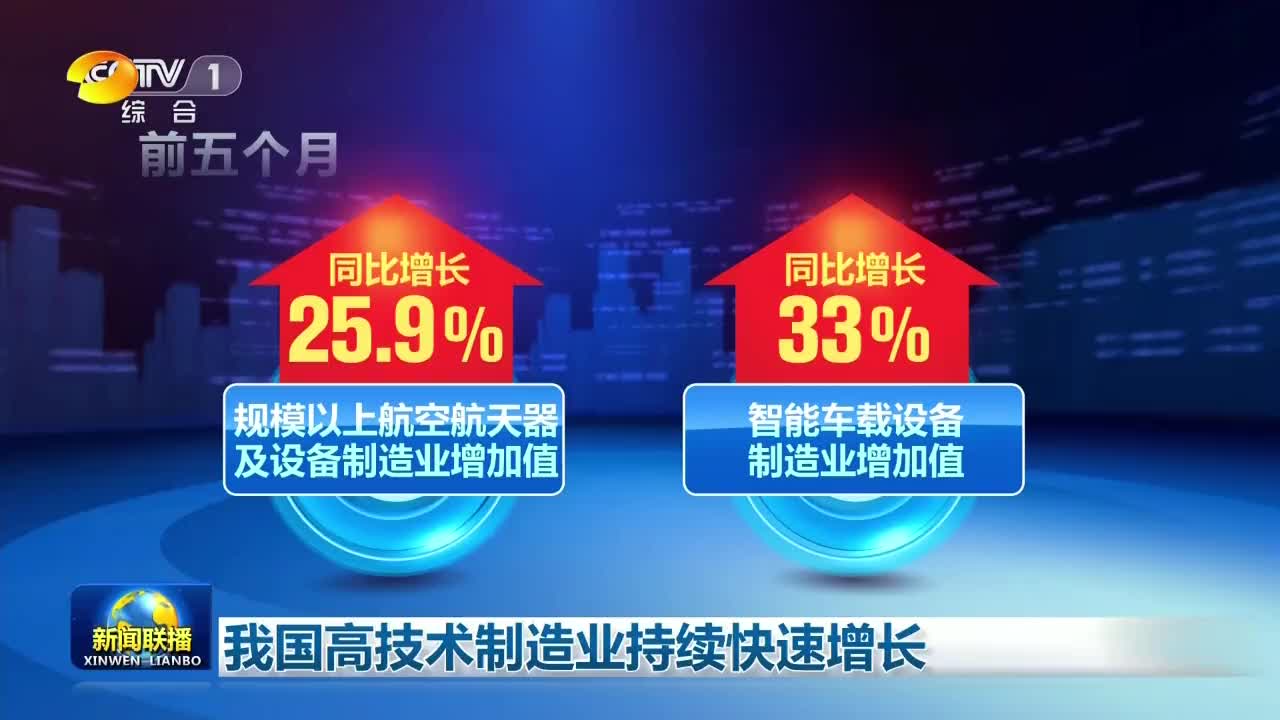 CCTV 1
综合
前五个月
同比增长
25.9%
规模以上航空航天器
及设备制造业增加值
同比增长
33%
智能车载设备
制造业增加值
新闻联播
XINWEN LIANBO
我国高技术制造业持续快速增长